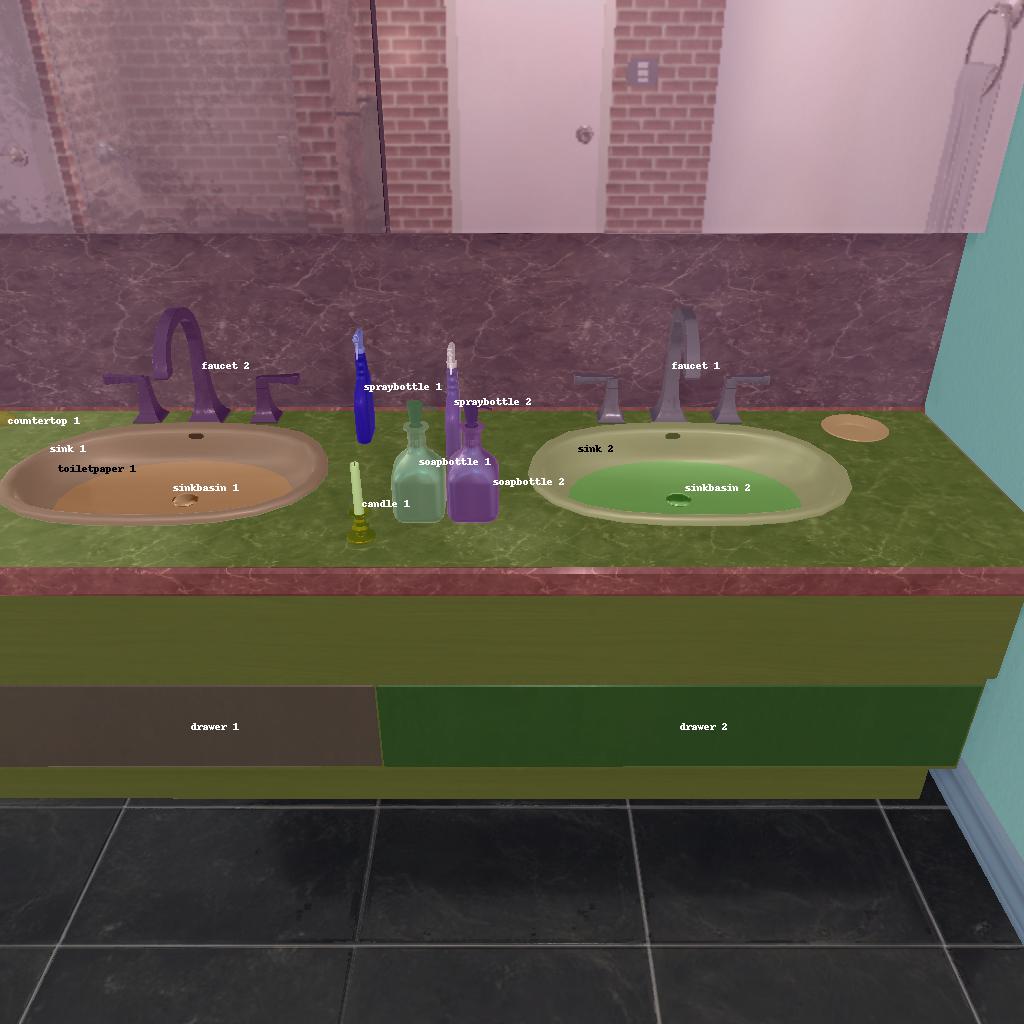 faucet 2
faucet 1
spraybottle 1
spraybottle 2
countertop 1
sink 1
sink 2
soapbottle 1
toiletpaper 1
soapbottle 2
sinkbasin 1
sinkbasin 2
candle 1
drawer 1
drawer 2